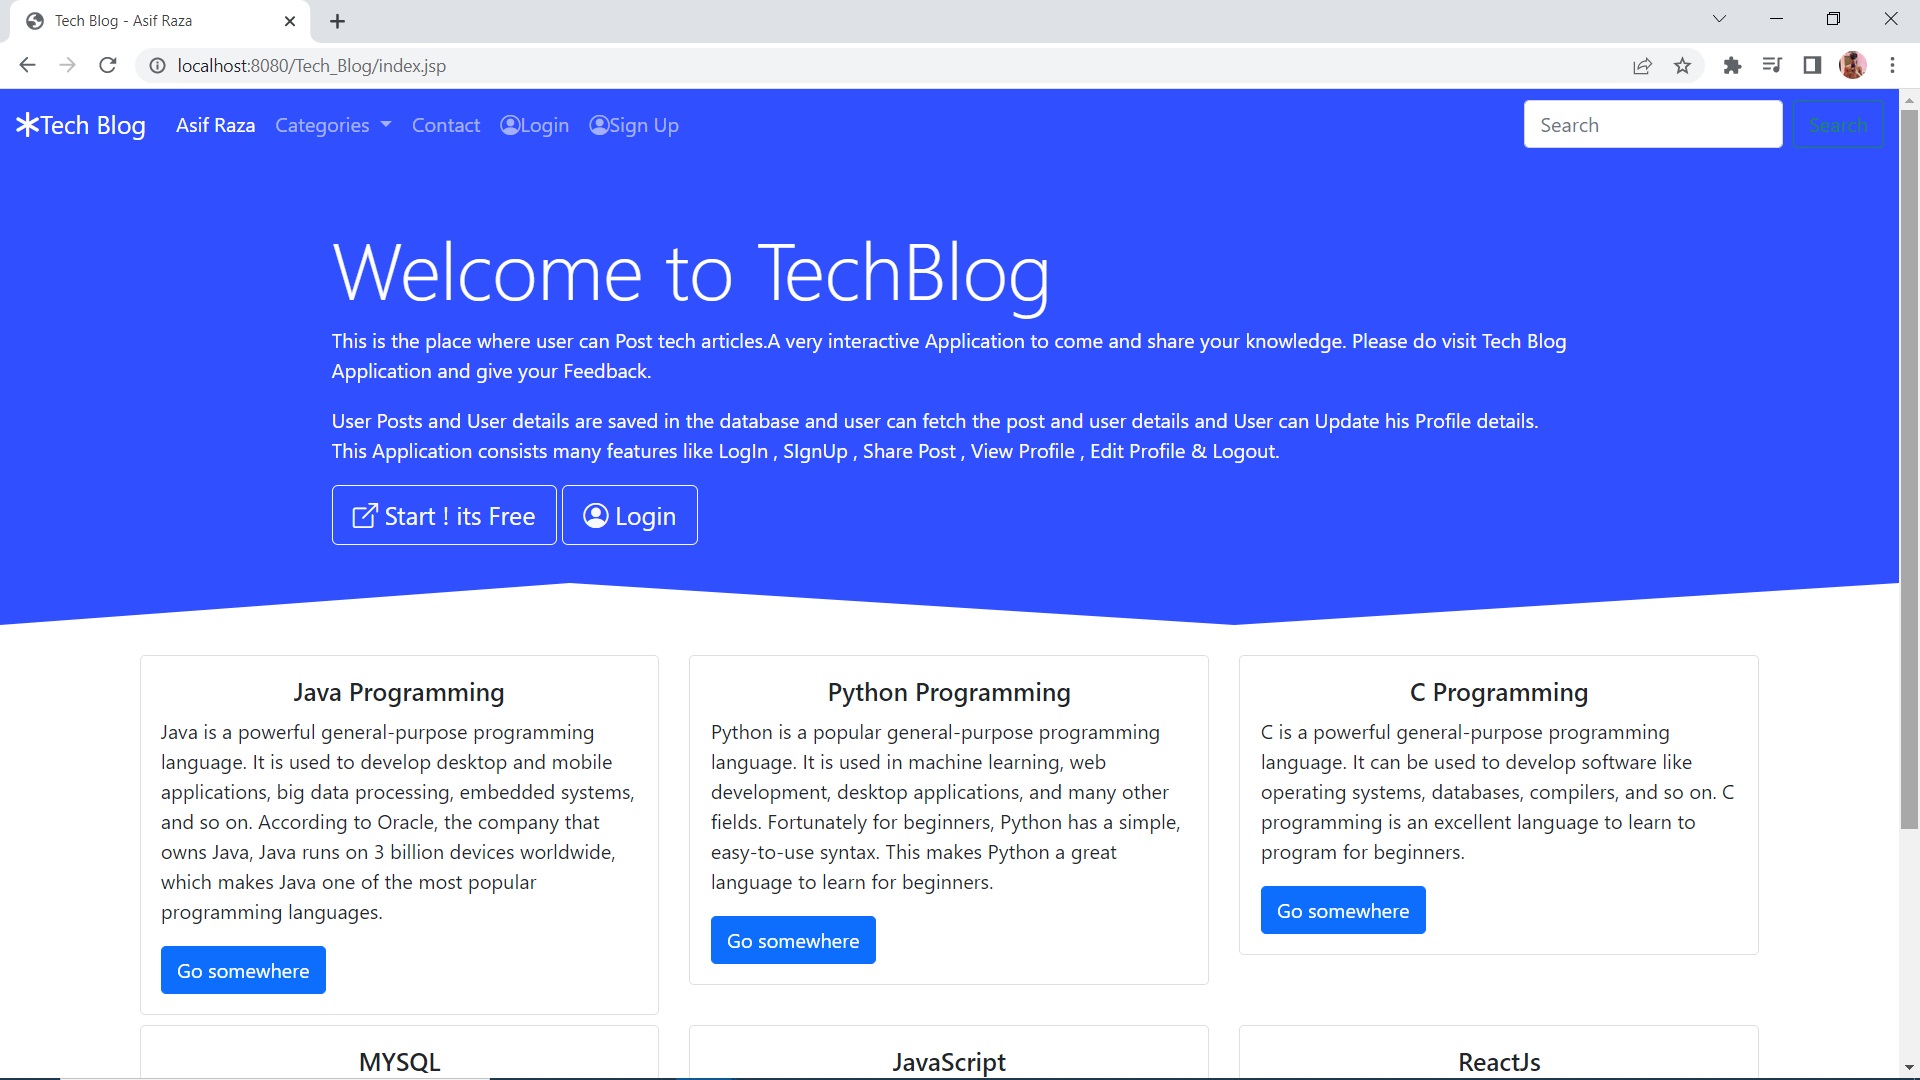 Tech Blog - Asif Raza
localhost:8080/Tech_Blog/index.jsp
Tech Blog Asif Raza Categories Contact Login Sign Up Search Search
Welcome to TechBlog
This is the place where user can Post tech articles.A very interactive Application to come and share your knowledge. Please do visit Tech Blog
Application and give your Feedback.
User Posts and User details are saved in the database and user can fetch the post and user details and User can Update his Profile details.
This Application consists many features like LogIn , SIgnUp , Share Post , View Profile , Edit Profile & Logout.
Start ! its Free Login
Java Programming
Java is a powerful general-purpose programming
language. It is used to develop desktop and mobile
applications, big data processing, embedded systems,
and so on. According to Oracle, the company that
owns Java, Java runs on 3 billion devices worldwide,
which makes Java one of the most popular
programming languages.
Go somewhere
Python Programming
Python is a popular general-purpose programming
language. It is used in machine learning, web
development, desktop applications, and many other
fields. Fortunately for beginners, Python has a simple,
easy-to-use syntax. This makes Python a great
language to learn for beginners.
Go somewhere
C Programming
C is a powerful general-purpose programming
language. It can be used to develop software like
operating systems, databases, compilers, and so on. C
programming is an excellent language to learn to
program for beginners.
Go somewhere
MYSQL
JavaScript
ReactJs